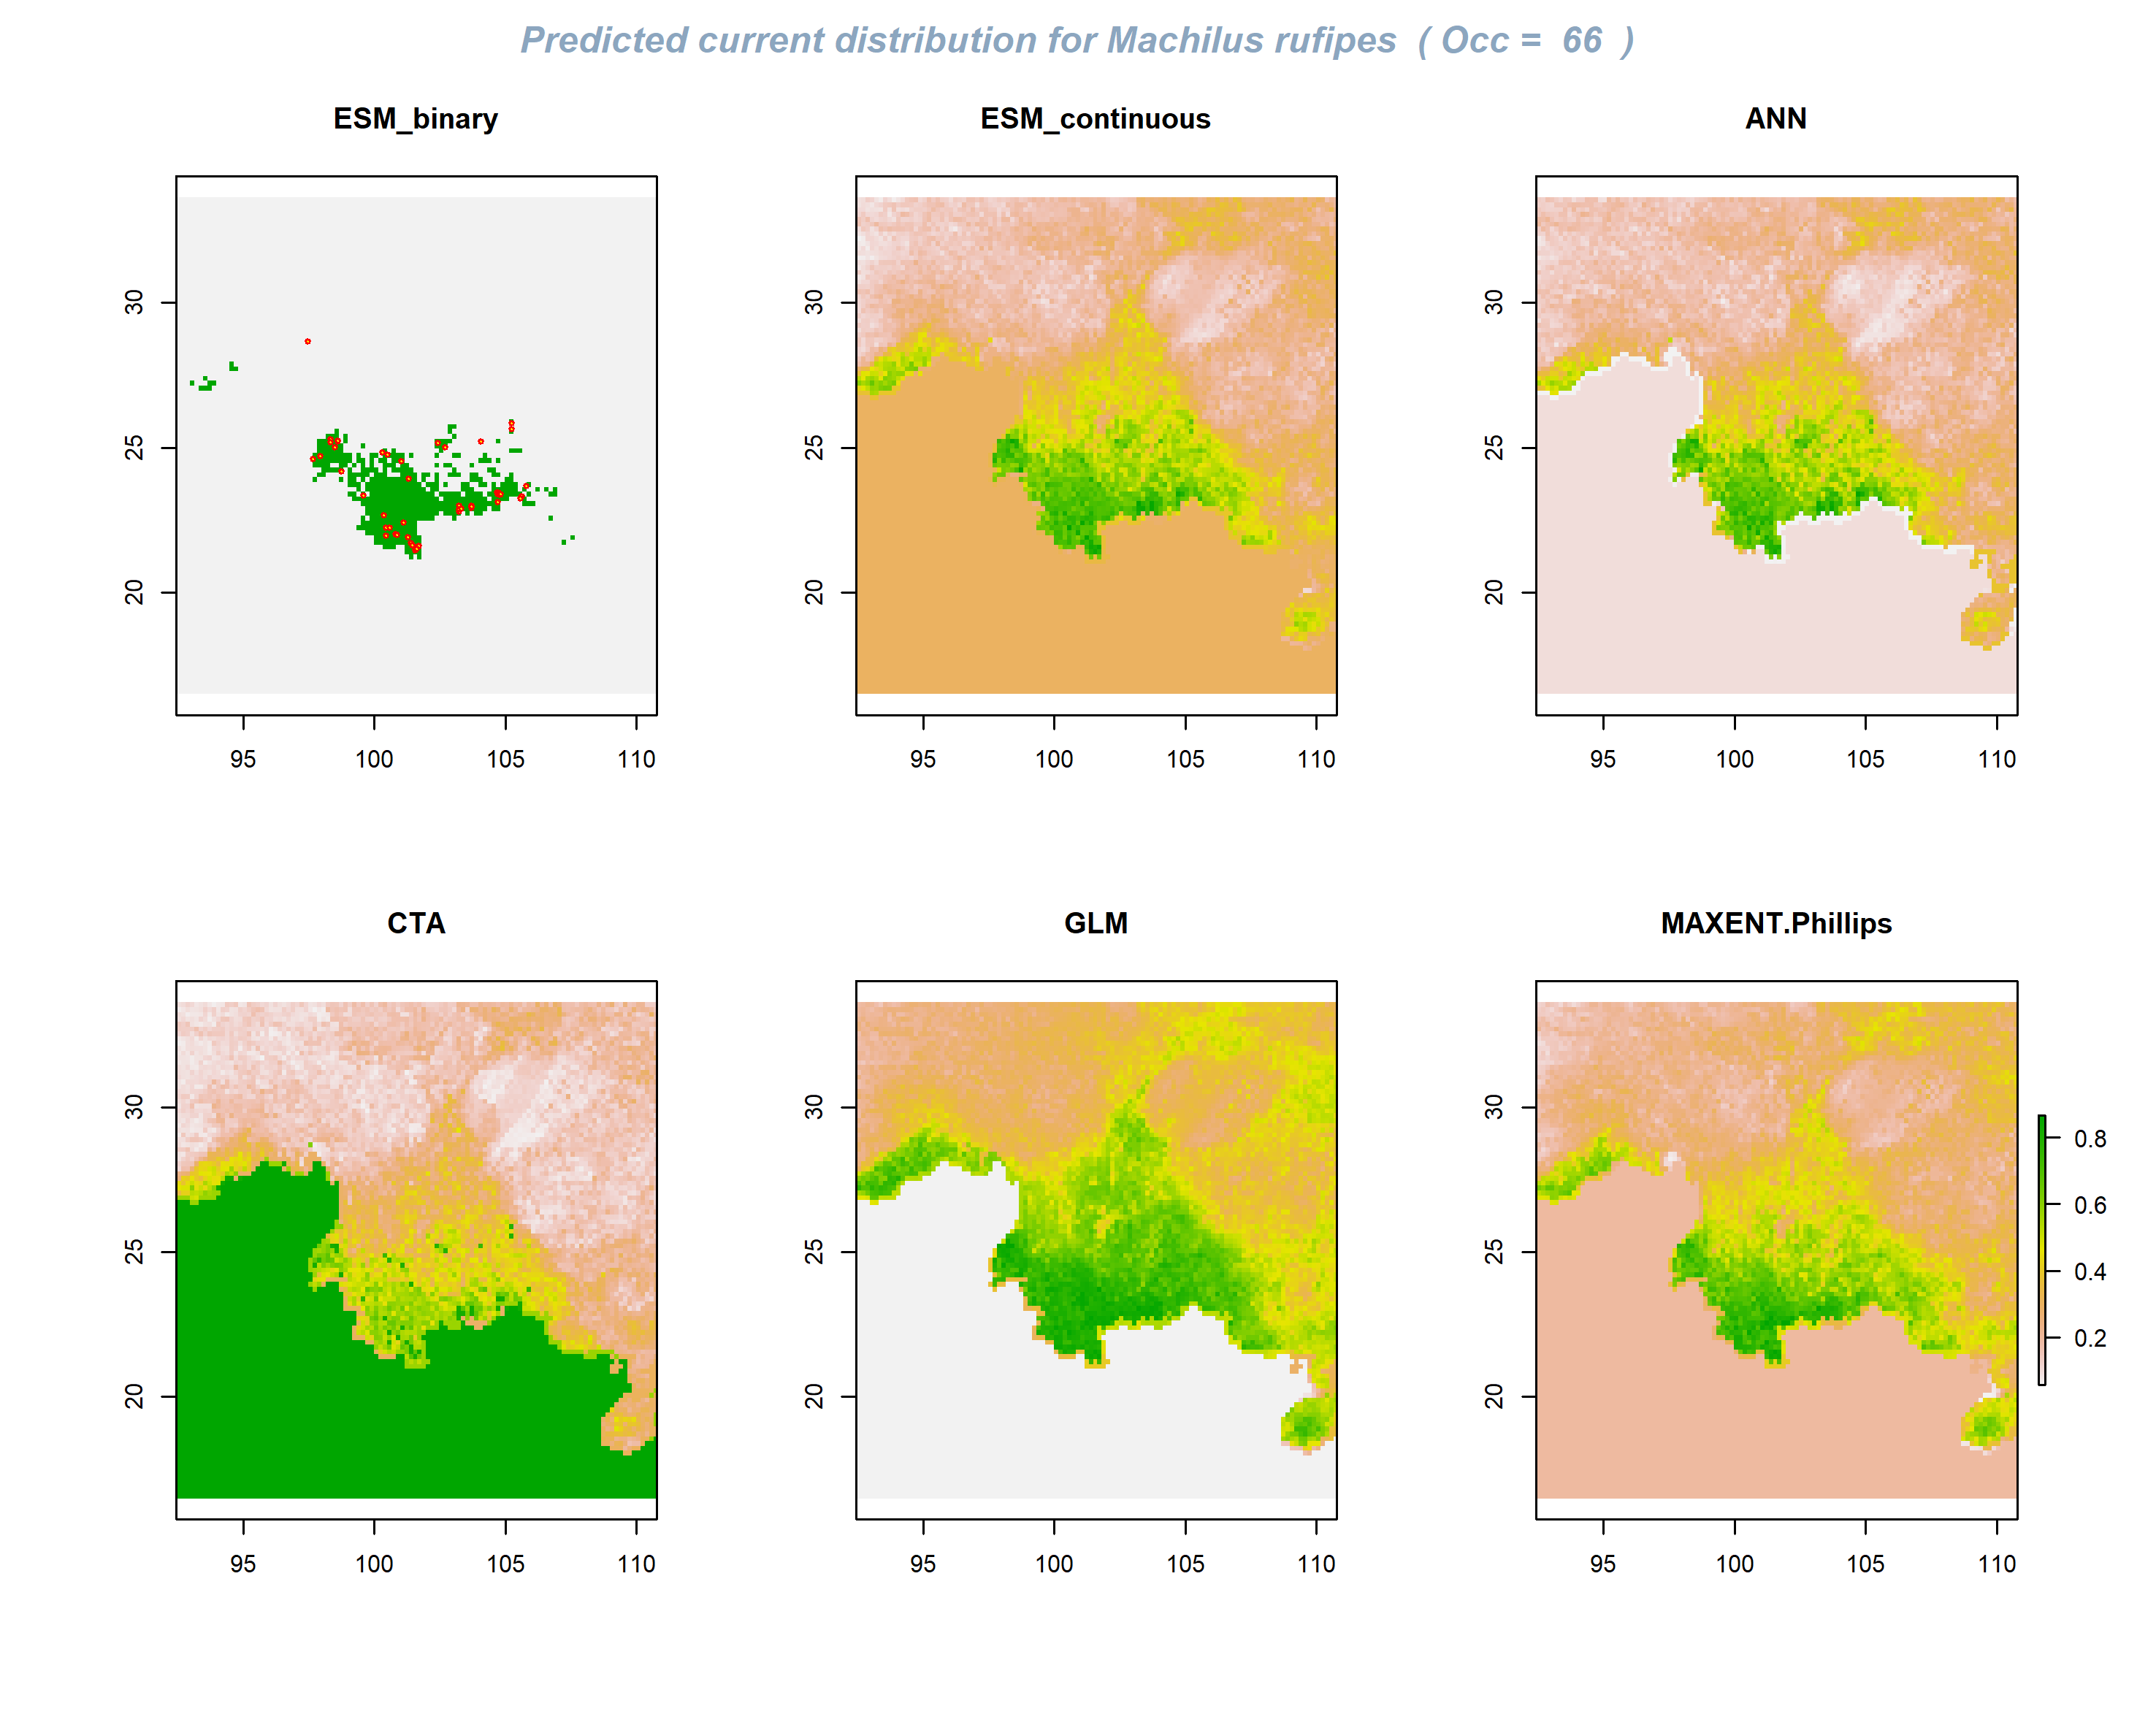 Predicted current distribution for Machilus rufipes ( Occ = 66 )
ESM_binary
ESM_continuous
ANN
30
25
20
95 100 105 110
30
25
20
95 100 105 110
30
25
20
95 100 105 110
CTA
GLM
MAXENT.Phillips
30
25
20
95 100 105 110
30
25
20
95 100 105 110
30
25
20
95 100 105 110
0.8
0.6
0.4
0.2